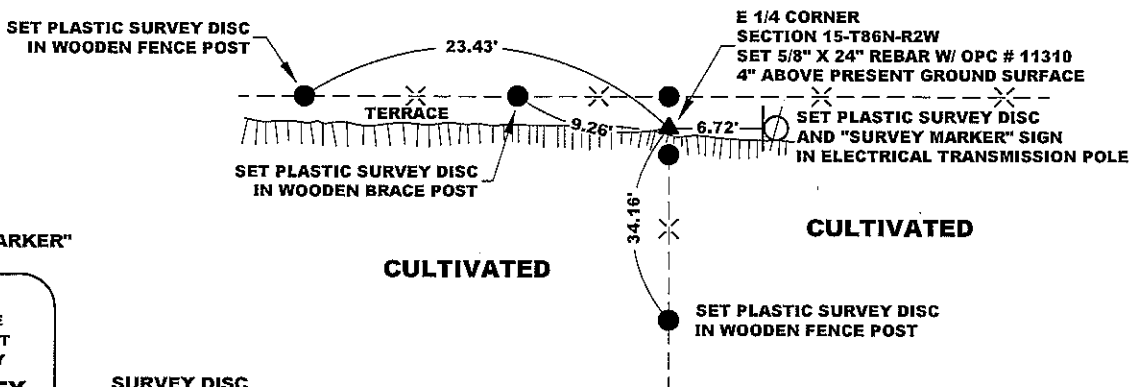 SET PLASTIC SURVEY DISC
IN WOODEN FENCE POST
23.43'
E 1/4 CORNER
SECTION 15-T86N-R2W
SET 5/8" X 24" REBAR W/ OPC # 11310
4" ABOVE PRESENT GROUND SURFACE
TERRACE
9.26'
6.72'
SET PLASTIC SURVEY DISC
AND "SURVEY MARKER" SIGN
IN ELECTRICAL TRANSMISSION POLE
SET PLASTIC SURVEY DISC
IN WOODEN BRACE POST
34.16'
CULTIVATED
CULTIVATED
ARKER"
SET PLASTIC SURVEY DISC
IN WOODEN FENCE POST
SURVEY DISC